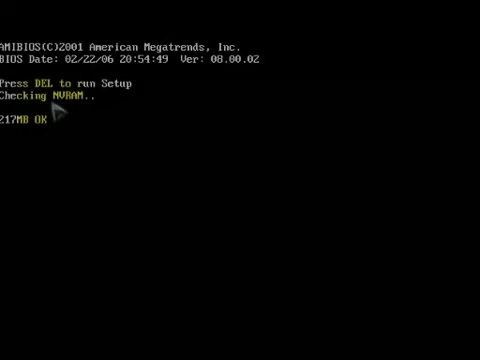 AMIBIOS(C)2001 American Megatrends, Inc.
BIOS Date: 02/22/06 20:54:49 Ver: 08.00.02
Press DEL to run Setup
Checking NVRAM..
217MB OK